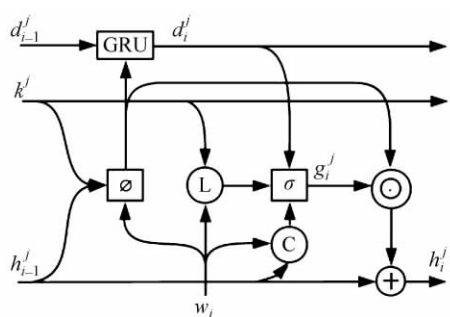 d_{i-1}^j GRU d_i^j
k^j
∅ L σ g_i^j ⊙
C
h_{i-1}^j + h_i^j
w_i